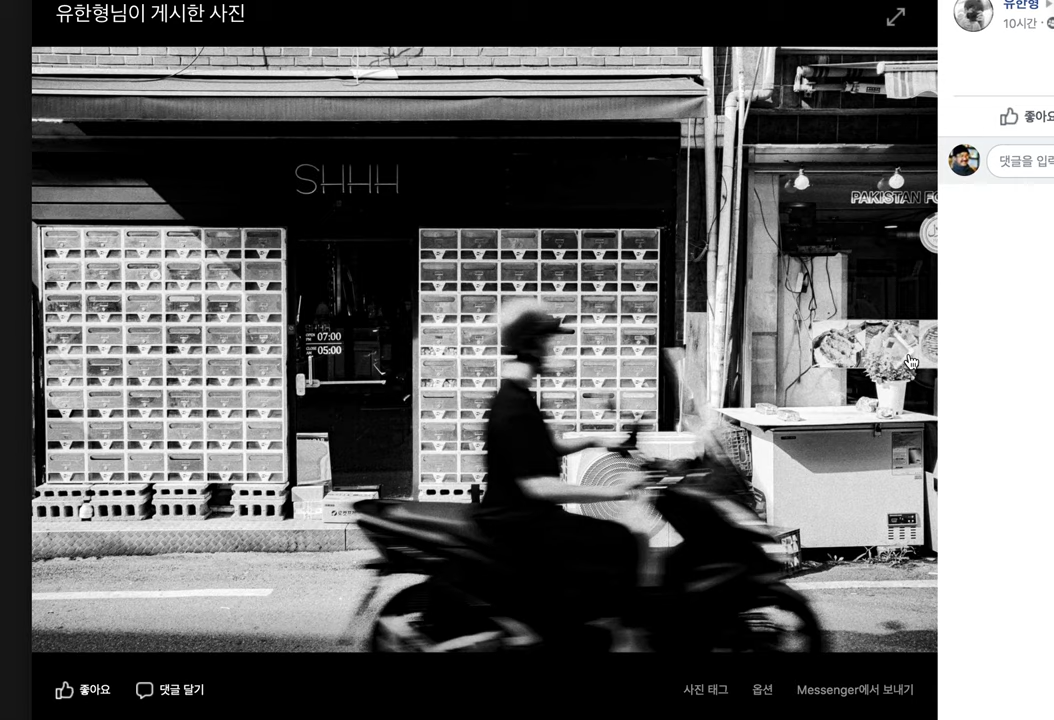 유한형님이 게시한 사진
유한형
10시간 ·
좋아요
댓글을 입력
SHHH
PAKISTAN FO
07:00
05:00
좋아요
댓글 달기
사진 태그
옵션
Messenger에서 보내기